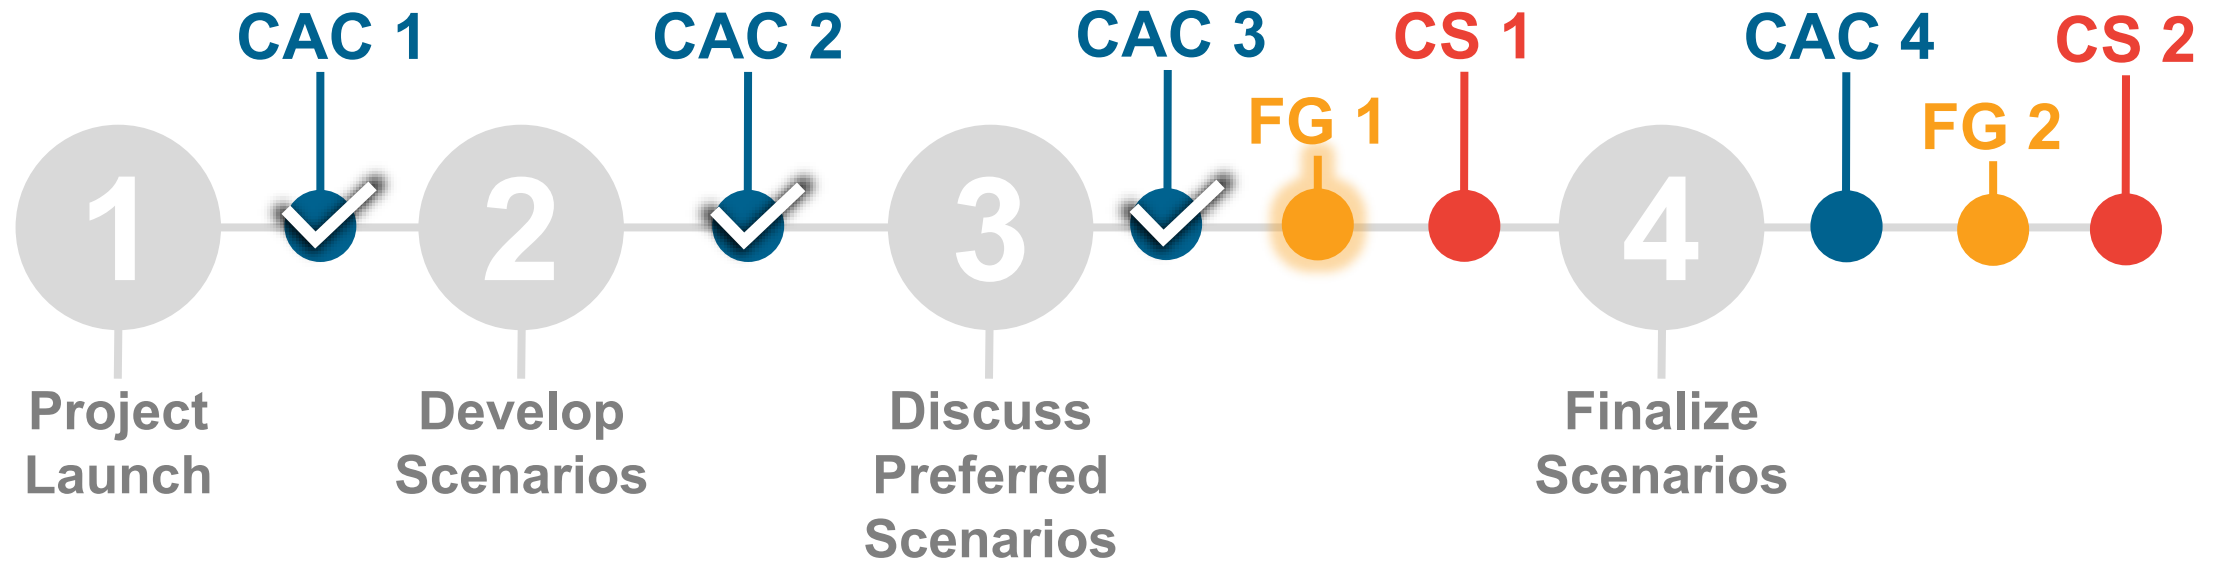 CAC 1
CAC 2
CAC 3
CS 1
CAC 4
CS 2
FG 1
FG 2
1
2
3
4
Project
Launch
Develop
Scenarios
Discuss
Preferred
Scenarios
Finalize
Scenarios